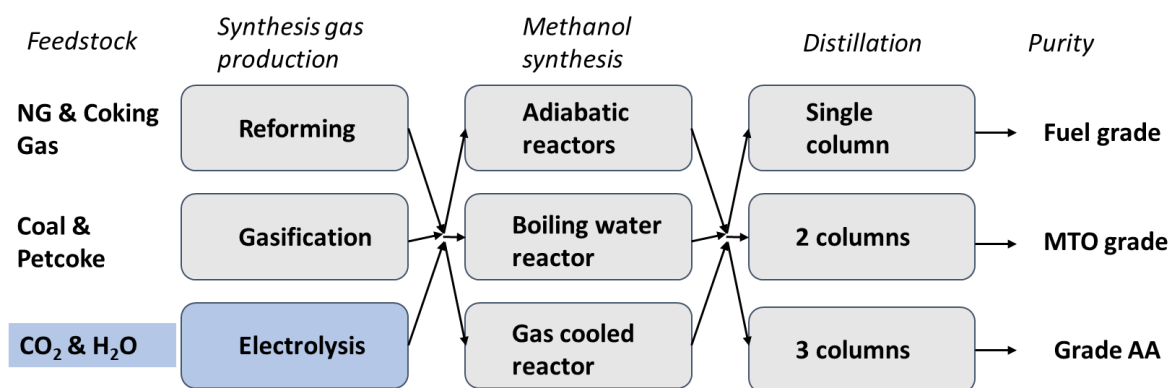 Feedstock
Synthesis gas
production
Methanol
synthesis
Distillation
Purity
NG & Coking
Gas
Reforming
Adiabatic
reactors
Single
column
Fuel grade
Coal &
Petcoke
Gasification
Boiling water
reactor
2 columns
MTO grade
CO₂ & H₂O
Electrolysis
Gas cooled
reactor
3 columns
Grade AA